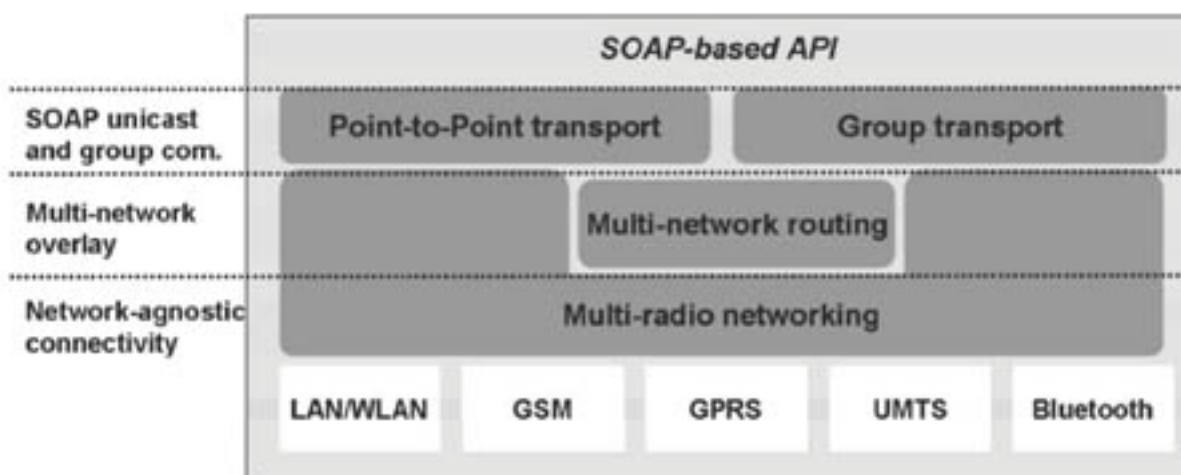 SOAP-based API
SOAP unicast
and group com.
Point-to-Point transport
Group transport
Multi-network
overlay
Multi-network routing
Network-agnostic
connectivity
Multi-radio networking
LAN/WLAN
GSM
GPRS
UMTS
Bluetooth